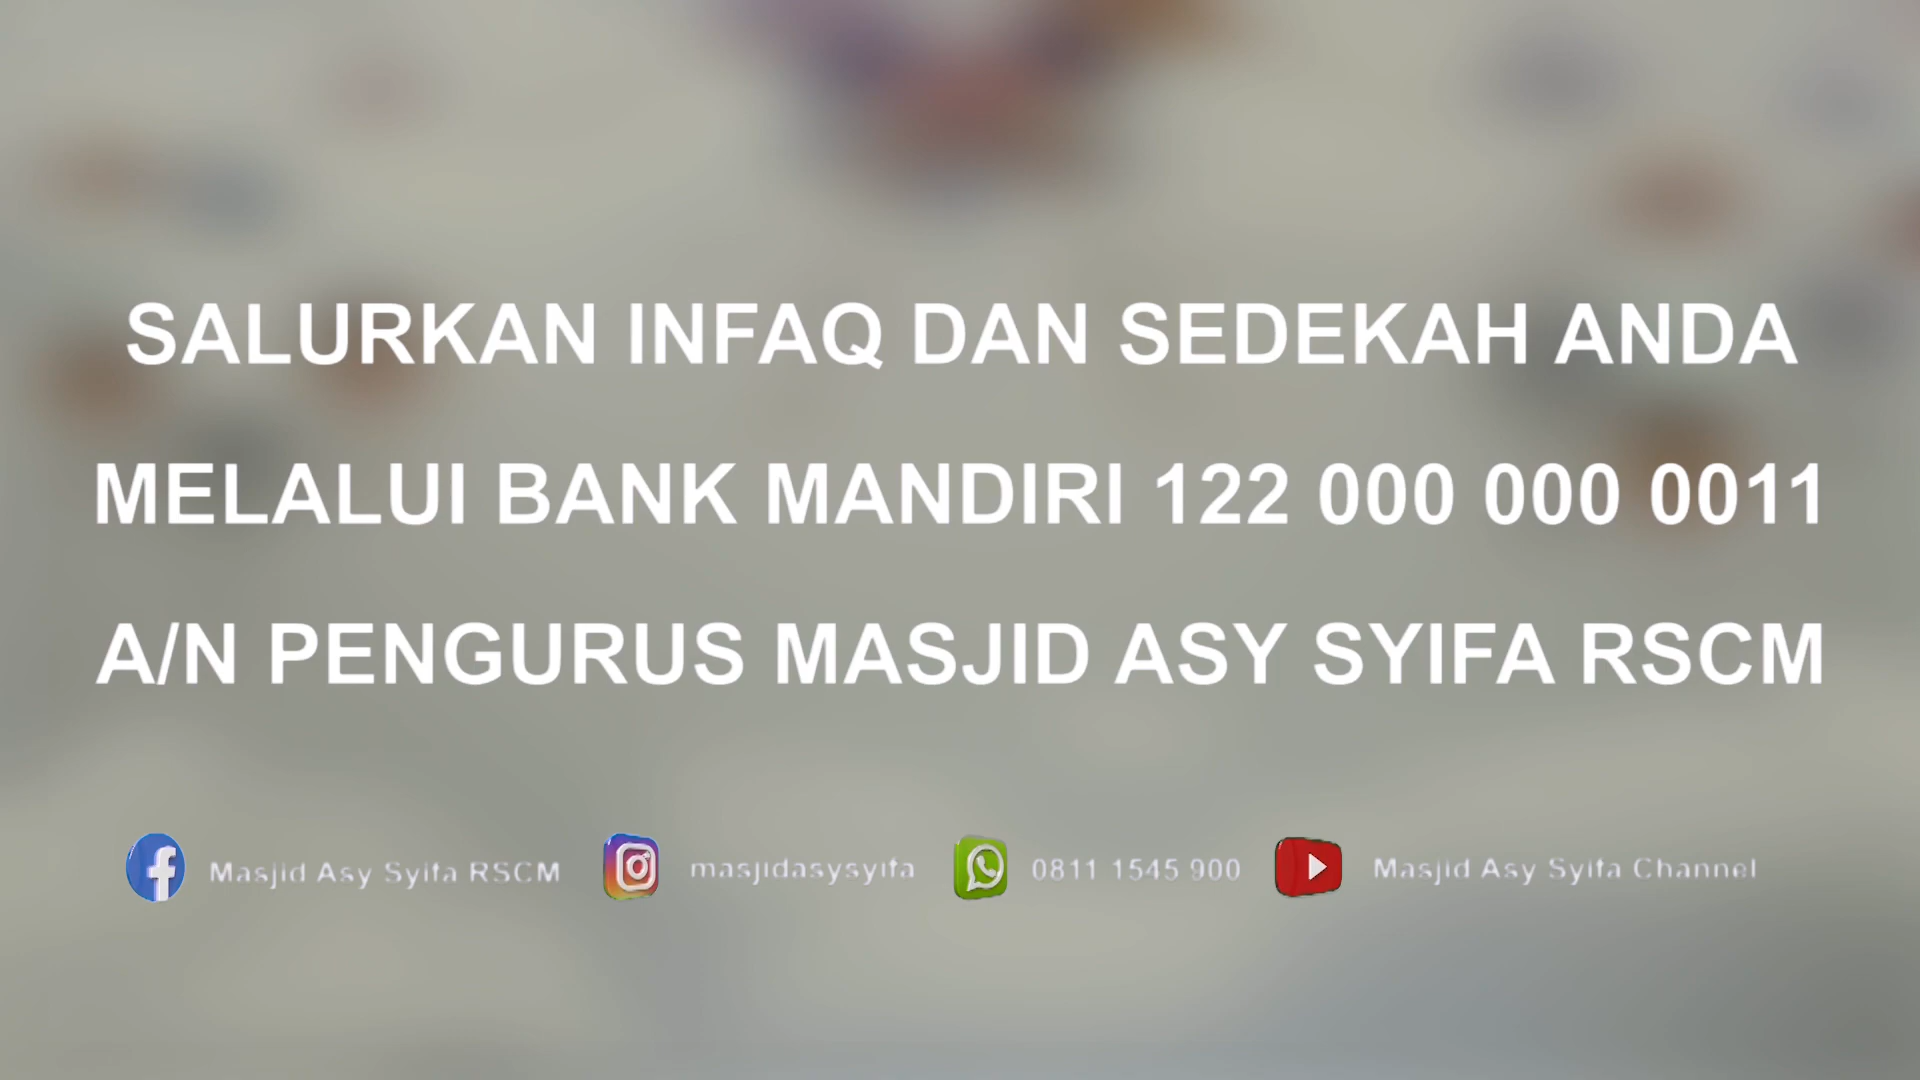 SALURKAN INFAQ DAN SEDEKAH ANDA
MELALUI BANK MANDIRI 122 000 000 0011
A/N PENGURUS MASJID ASY SYIFA RSCM
Masjid Asy Syifa RSCM masjidasysyifa 0811 1545 900 Masjid Asy Syifa Channel